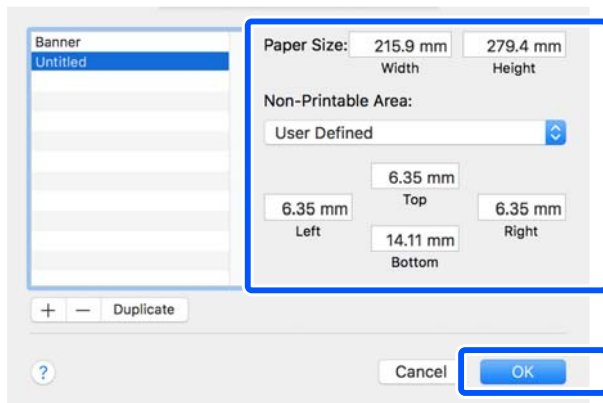 Banner
Untitled
Paper Size: 215.9 mm 279.4 mm
Width Height
Non-Printable Area:
User Defined
6.35 mm
Top
6.35 mm 6.35 mm
Left Right
14.11 mm
Bottom
+ − Duplicate
? Cancel OK